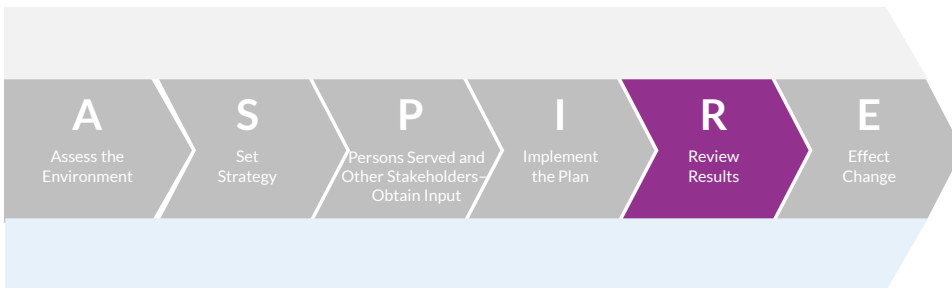 A
Assess the
Environment
S
Set
Strategy
P
Persons Served and
Other Stakeholders–
Obtain Input
I
Implement
the Plan
R
Review
Results
E
Effect
Change